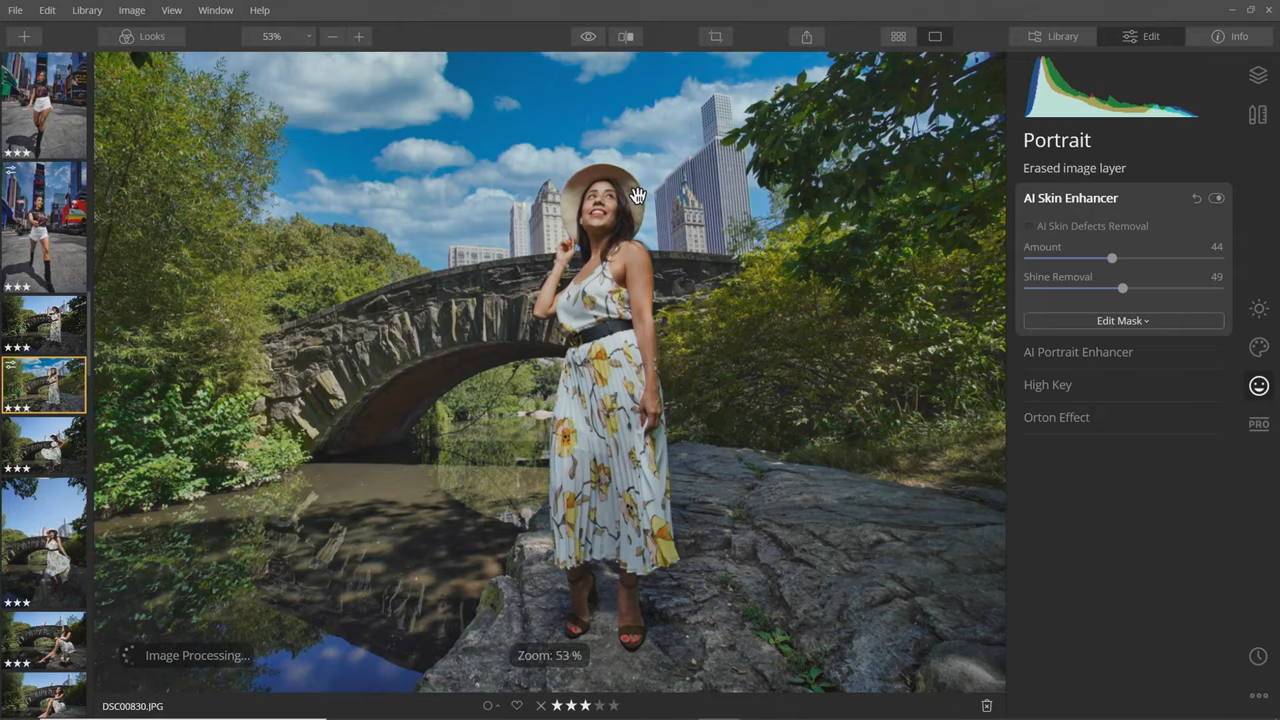 File Edit Library Image View Window Help
Looks 53% Library Edit Info
Portrait
Erased image layer
AI Skin Enhancer
AI Skin Defects Removal
Amount 44
Shine Removal 49
Edit Mask
AI Portrait Enhancer
High Key
Orton Effect
PRO
Image Processing... Zoom: 53 %
DSC00830.JPG